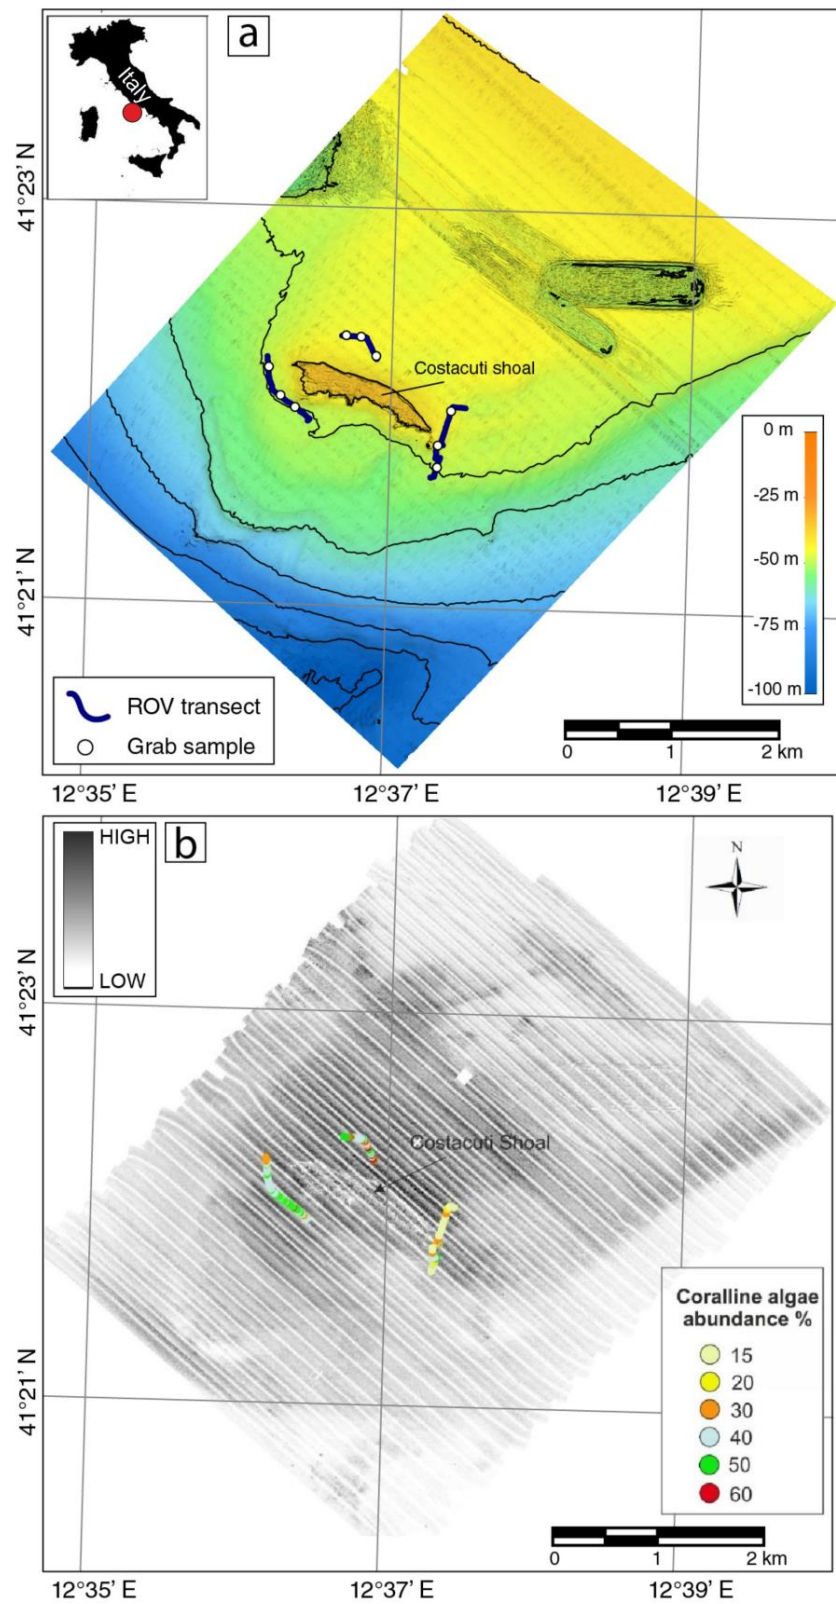 a
Italy
41°23' N
Costacuti shoal
0 m
-25 m
-50 m
-75 m
-100 m
41°21' N
ROV transect
Grab sample
0 1 2 km
12°35' E 12°37' E 12°39' E
HIGH
b
LOW
N
41°23' N
Costacuti Shoal
Coralline algae
abundance %
15
20
30
40
50
60
41°21' N
0 1 2 km
12°35' E 12°37' E 12°39' E